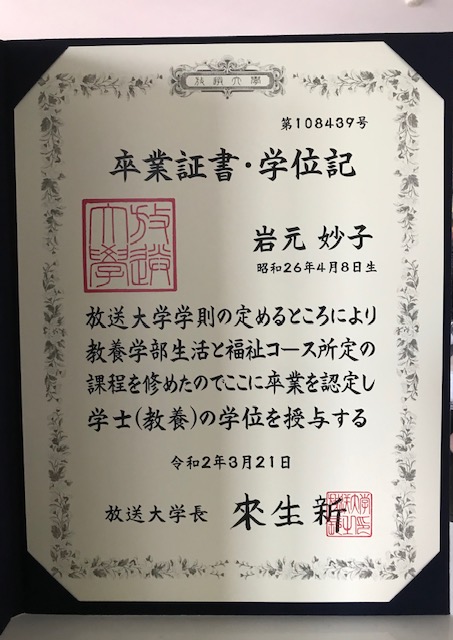 放送大學
第108439号
卒業証書・学位記
放送大學
岩元 妙子
昭和26年4月8日生
放送大学学則の定めるところにより
教養学部生活と福祉コース所定の
課程を修めたのでここに卒業を認定し
学士(教養)の学位を授与する
令和2年3月21日
放送大学長 來生新